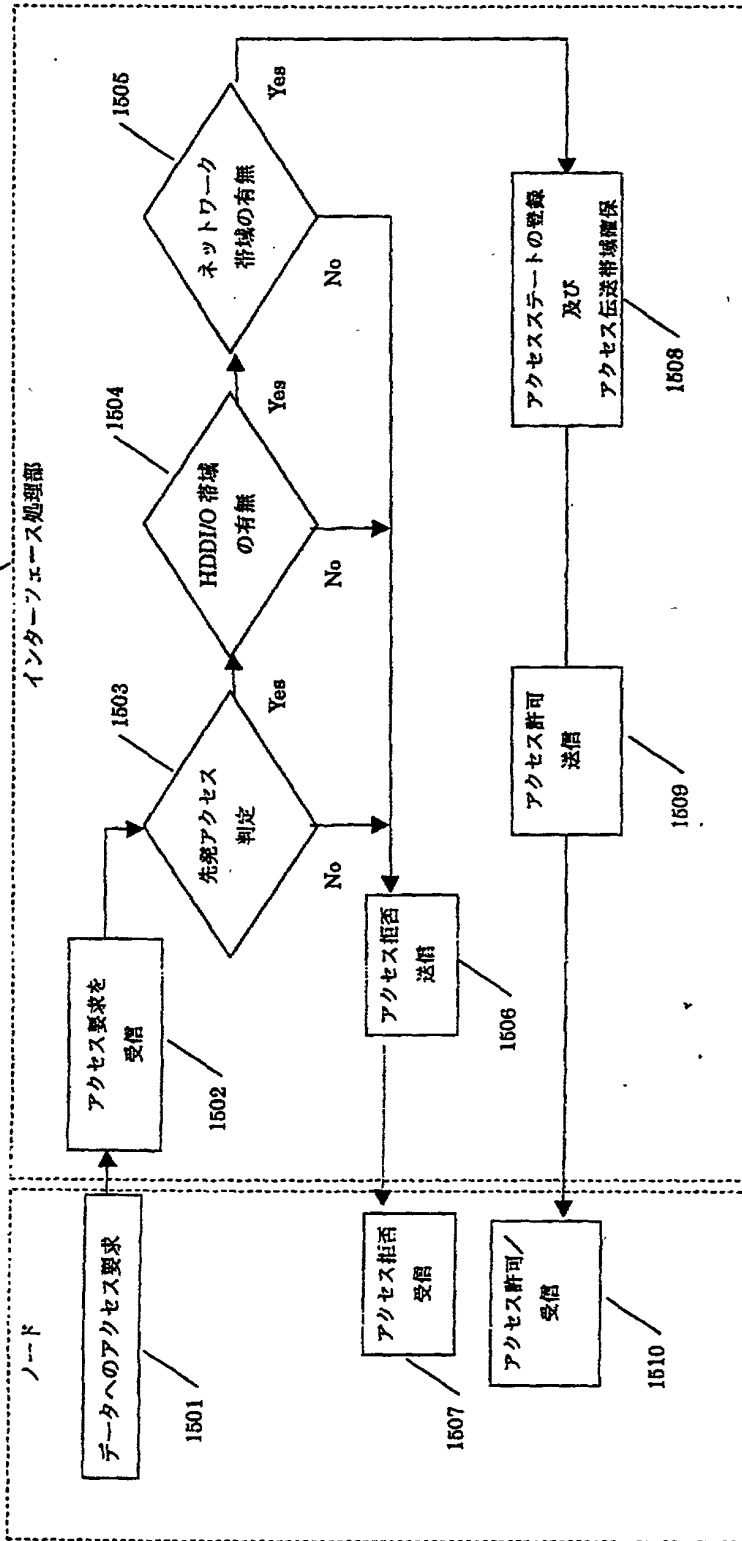 ノード
データへのアクセス要求
1501
インターフェース処理部
アクセス要求を
受信
1502
先発アクセス
判定
1503
Yes
No
HDDI/O 帯域
の有無
1504
Yes
No
ネットワーク
帯域の有無
1505
Yes
No
アクセス拒否
送信
1506
アクセス拒否
受信
1507
アクセスステートの登録
及び
アクセス伝送帯域確保
1508
アクセス許可
送信
1509
アクセス許可/
受信
1510